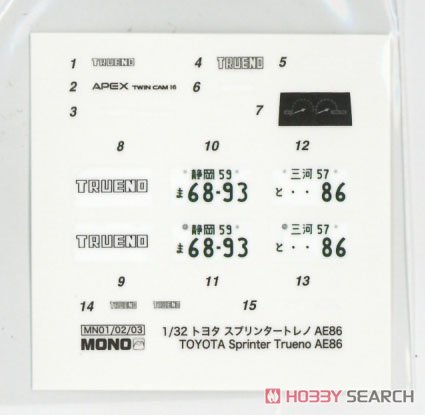 1 TRUENO 4 TRUENO 5
2 APEX TWIN CAM 16 6
3 7
8 10 12
静岡 59 三河 57
TRUENO ま 68-93 と ・・86
静岡 59 三河 57
TRUENO ま 68-93 と ・・86
9 11 13
14 TRUENO TRUENO 15
MN01/02/03 1/32 トヨタ スプリンタートレノ AE86
MONO TOYOTA Sprinter Trueno AE86
HOBBY SEARCH